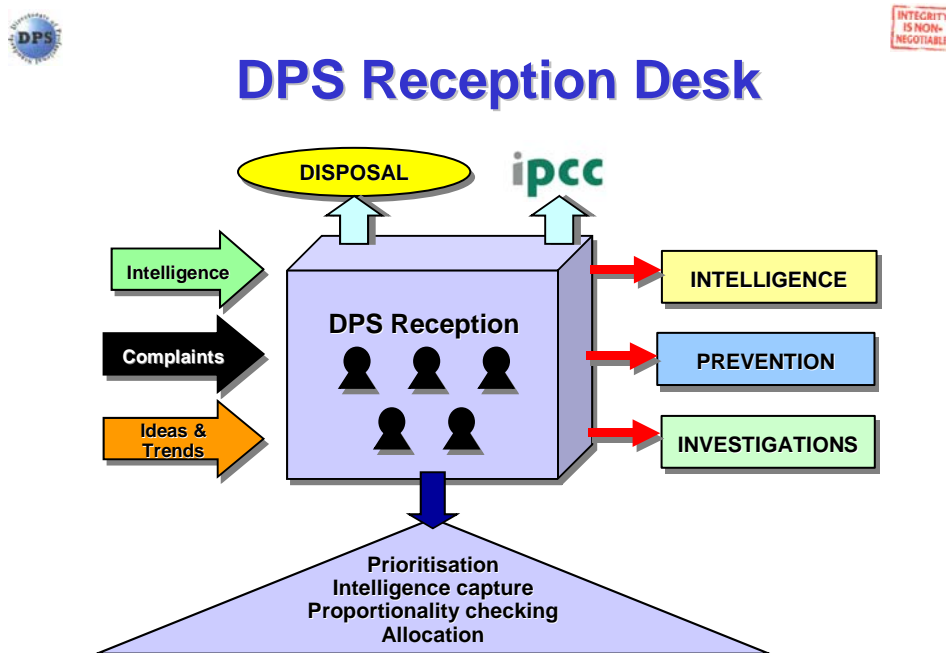 DPS
INTEGRITY
IS NON-
NEGOTIABLE
DPS Reception Desk
DISPOSAL
ipcc
Intelligence
Complaints
Ideas &
Trends
DPS Reception
INTELLIGENCE
PREVENTION
INVESTIGATIONS
Prioritisation
Intelligence capture
Proportionality checking
Allocation